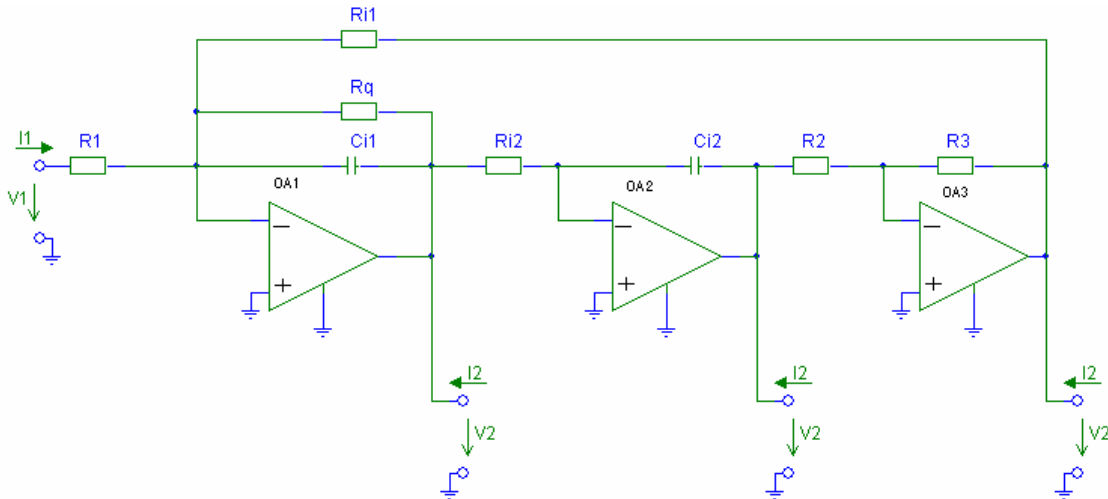 Ri1
Rq
I1 R1 Ci1 Ri2 Ci2 R2 R3
OA1 OA2 OA3
V1
− − −
+ + +
I2 I2 I2
V2 V2 V2